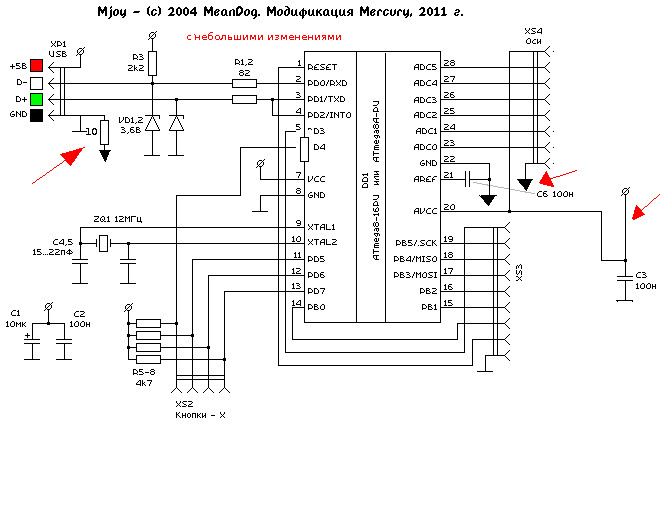 Mjoy - (c) 2004 MeanDog. Модификация Mercury, 2011 г.
с небольшими изменениями
XP1
USB
+5В
D-
D+
GND
10
R3
2k2
VD1,2
3,6В
R1,2
82
1 RESET
2 PD0/RXD
3 PD1/TXD
4 PD2/INT0
5 ^D3
D4
7 VCC
8 GND
9 XTAL1
10 XTAL2
11 PD5
12 PD6
13 PD7
14 PB0
DD1
ATmega8-16PU или ATmega8A-PU
ADC5 28
ADC4 27
ADC3 26
ADC2 25
ADC1 24
ADC0 23
GND 22
AREF 21
AVCC 20
PB5/.SCK 19
PB4/MISO 18
PB3/MOSI 17
PB2 16
PB1 15
XS4
Оси
C6 100н
C3
100н
XS3
ZQ1 12МГц
C4,5
15...22пФ
C1
10мк
+
C2
100н
R5-8
4k7
XS2
Кнопки - X